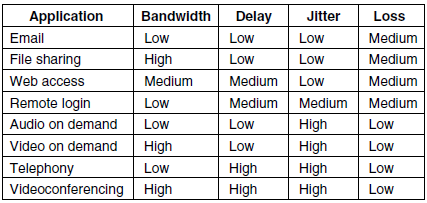 Application Bandwidth Delay Jitter Loss
Email Low Low Low Medium
File sharing High Low Low Medium
Web access Medium Medium Low Medium
Remote login Low Medium Medium Medium
Audio on demand Low Low High Low
Video on demand High Low High Low
Telephony Low High High Low
Videoconferencing High High High Low